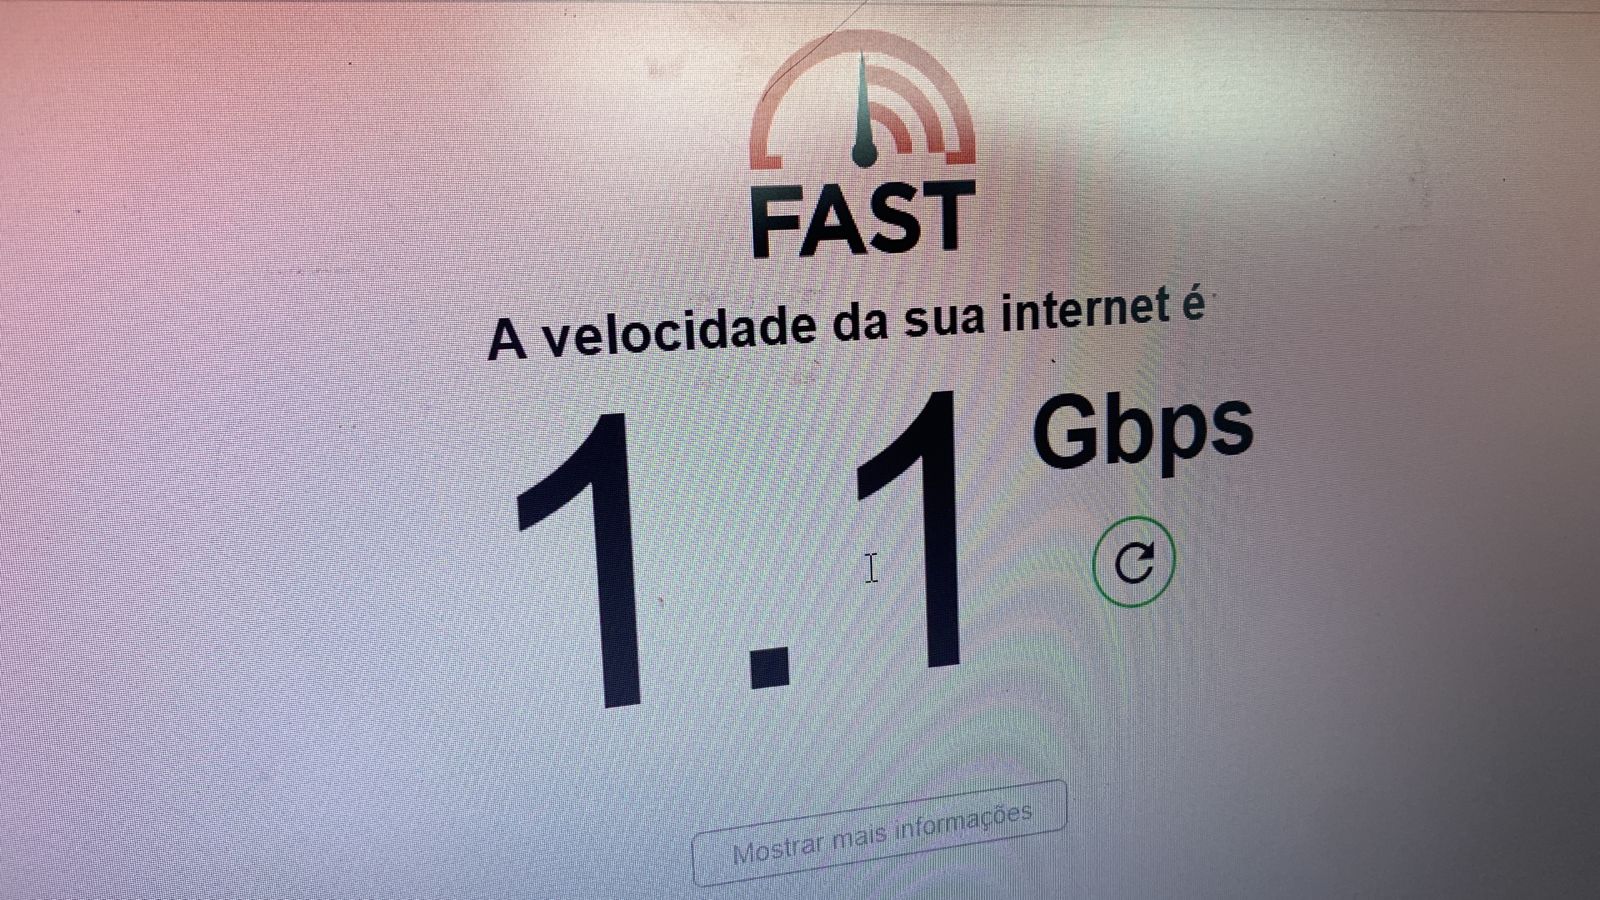 FAST
A velocidade da sua internet é
1.1 Gbps
Mostrar mais informações